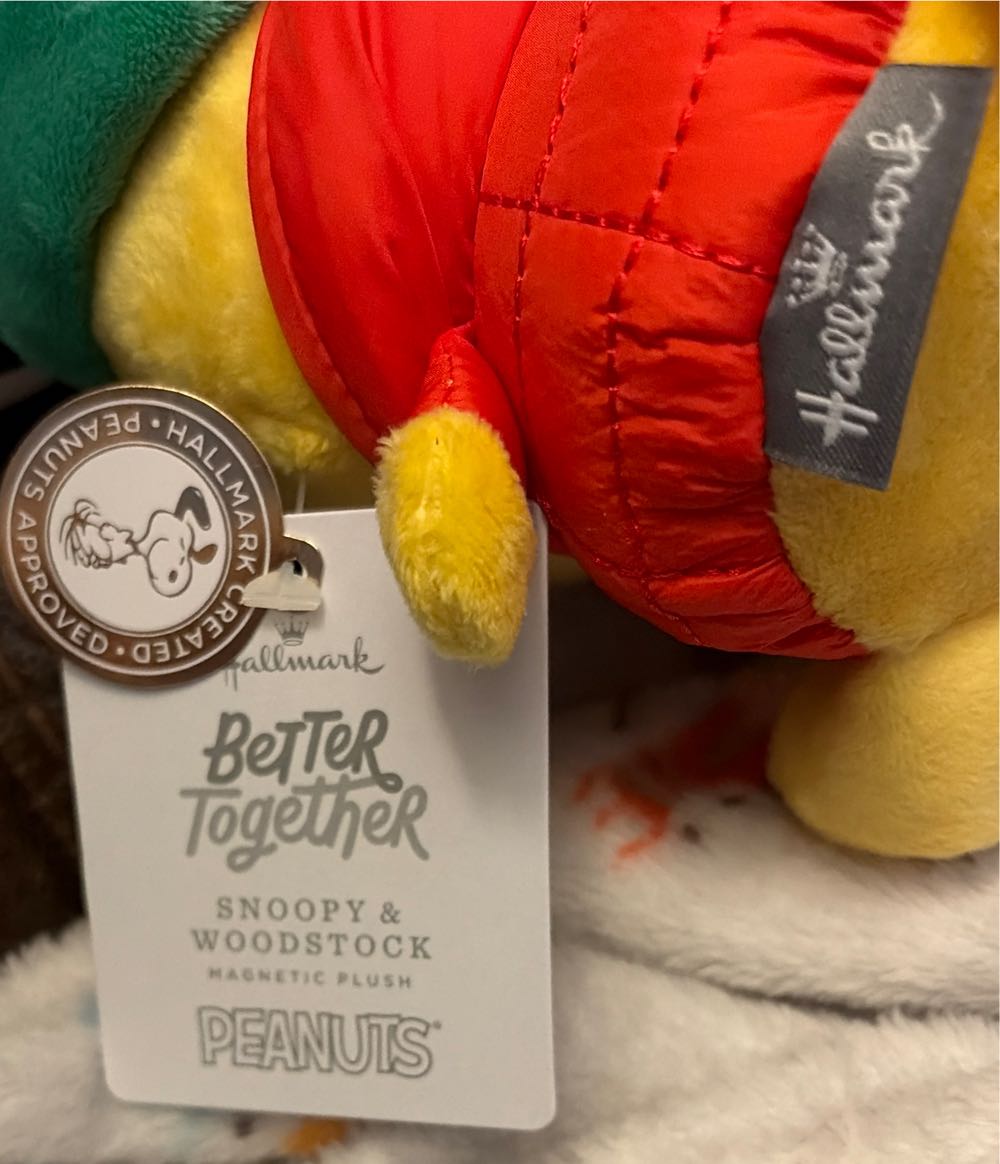 Hallmark
HALLMARK CREATED • PEANUTS APPROVED •
Hallmark
BETTER
Together
SNOOPY &
WOODSTOCK
MAGNETIC PLUSH
PEANUTS®